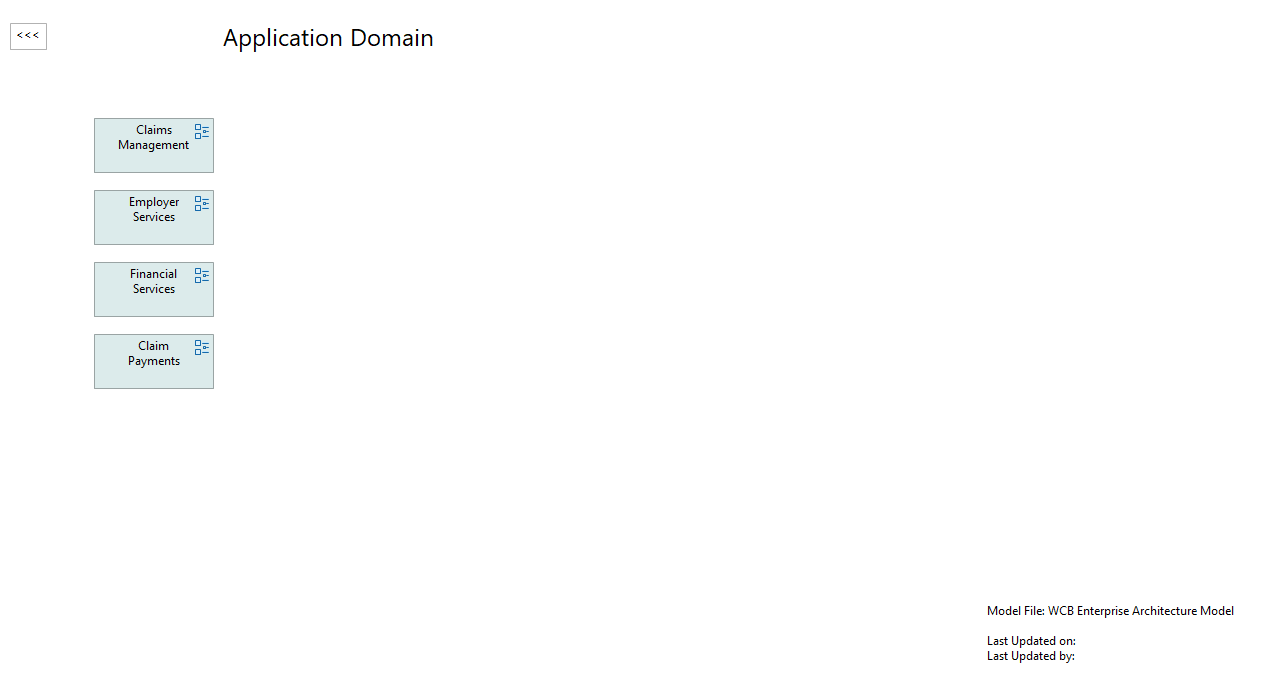 <<<
Application Domain
Claims
Management
Employer
Services
Financial
Services
Claim
Payments
Model File: WCB Enterprise Architecture Model
Last Updated on:
Last Updated by: